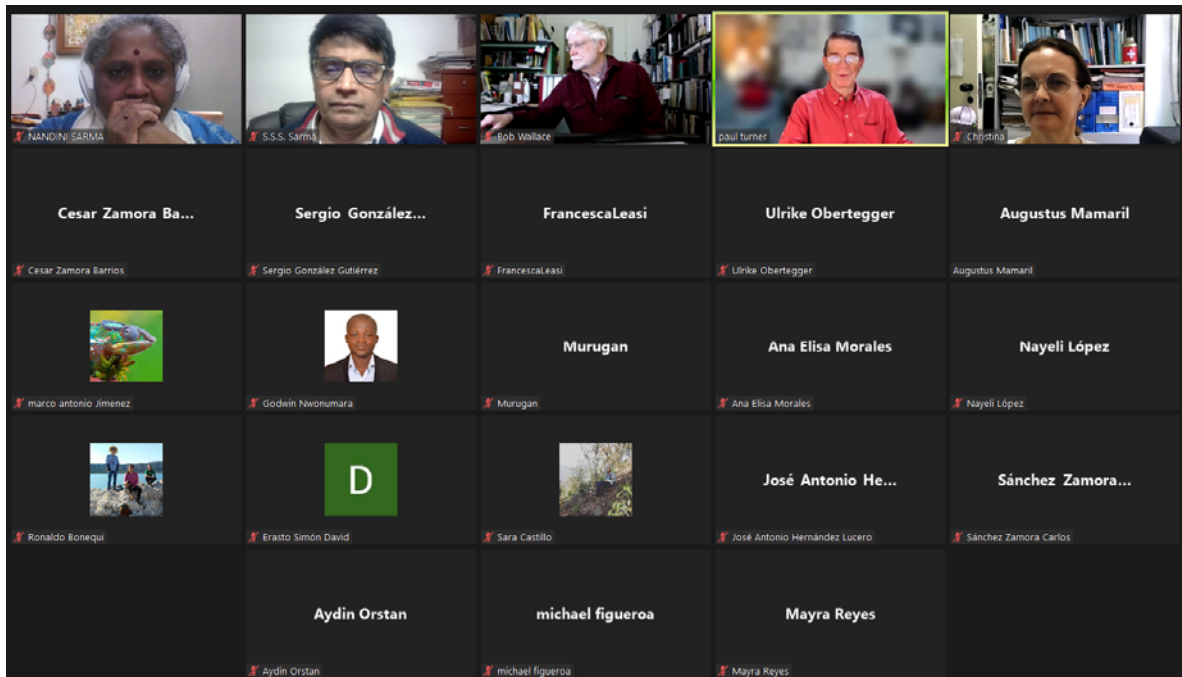 NANDINI SARMA
S.S.S. Sarma
Bob Wallace
paul turner
Christina
Cesar Zamora Ba...
Cesar Zamora Barrios
Sergio González...
Sergio González Gutiérrez
FrancescaLeasi
FrancescaLeasi
Ulrike Obertegger
Ulrike Obertegger
Augustus Mamaril
Augustus Mamaril
marco antonio Jimenez
Godwin Nwonumara
Murugan
Murugan
Ana Elisa Morales
Ana Elisa Morales
Nayeli López
Nayeli López
Ronaldo Bonequi
D
Erasto Simón David
Sara Castillo
José Antonio He...
José Antonio Hernández Lucero
Sánchez Zamora...
Sánchez Zamora Carlos
Aydin Orstan
Aydin Orstan
michael figueroa
michael figueroa
Mayra Reyes
Mayra Reyes